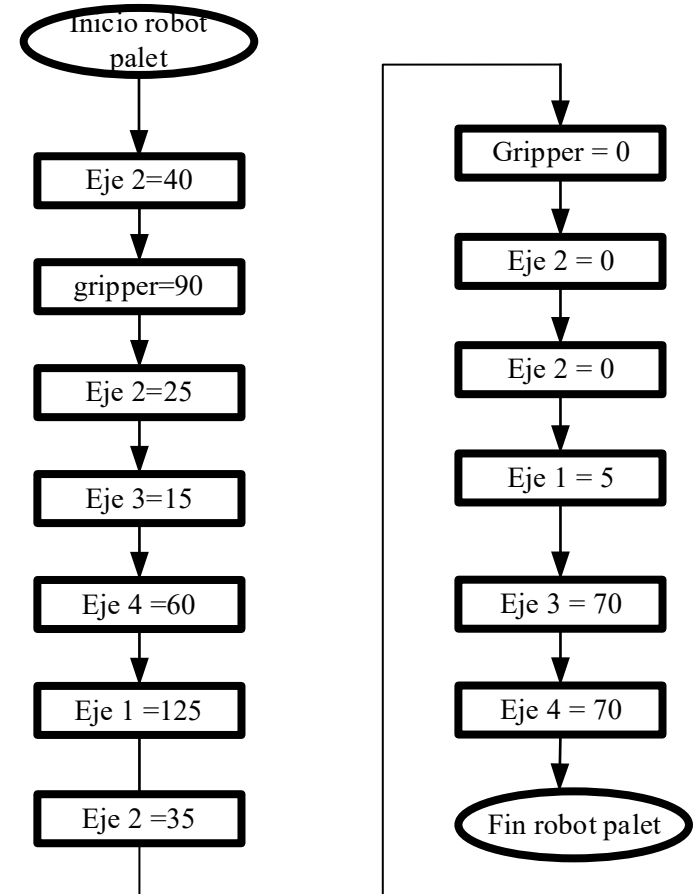 Inicio robot
palet
Eje 2=40
gripper=90
Eje 2=25
Eje 3=15
Eje 4 =60
Eje 1 =125
Eje 2 =35
Gripper = 0
Eje 2 = 0
Eje 2 = 0
Eje 1 = 5
Eje 3 = 70
Eje 4 = 70
Fin robot palet